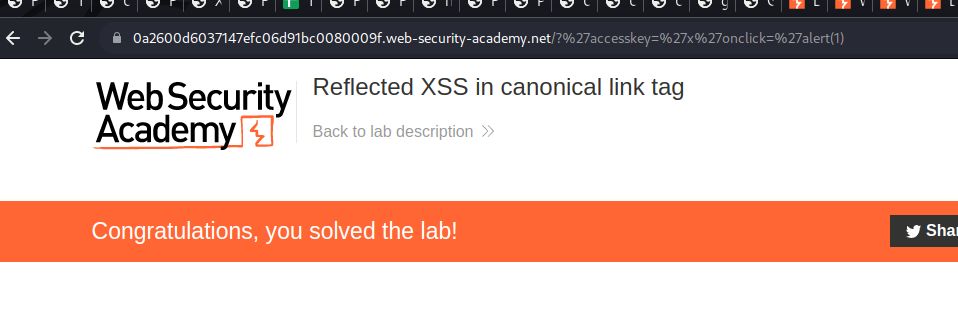 0a2600d6037147efc06d91bc0080009f.web-security-academy.net/?%27accesskey=%27x%27onclick=%27alert(1)
Web Security
Academy
Reflected XSS in canonical link tag
Back to lab description
Congratulations, you solved the lab!
Shar